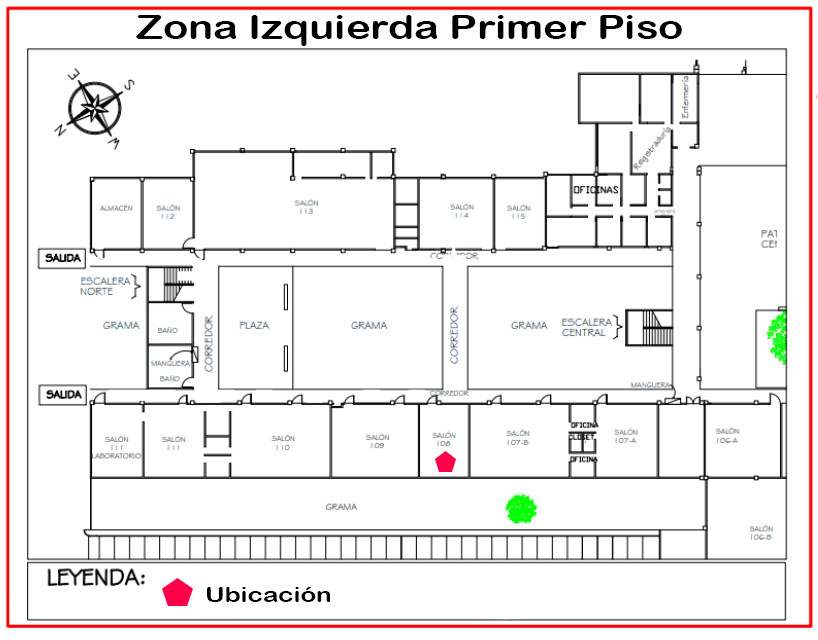 Zona Izquierda Primer Piso
E
S
N
W
Enfermería
Registraduría
OFICINAS
ALMACÉN
SALÓN
112
SALÓN
113
SALÓN
114
SALÓN
115
SALIDA
CORREDOR
PAT
CEN
ESCALERA
NORTE
GRAMA
BAÑO
MANGUERA
BAÑO
CORREDOR
PLAZA
GRAMA
CORREDOR
GRAMA
ESCALERA
CENTRAL
MANGUERA
SALIDA
CORREDOR
SALÓN
111
LABORATORIO
SALÓN
111
SALÓN
110
SALÓN
109
SALÓN
108
SALÓN
107-B
OFICINA
CLOSET
OFICINA
SALÓN
107-A
SALÓN
106-A
GRAMA
SALÓN
106-B
LEYENDA:
Ubicación